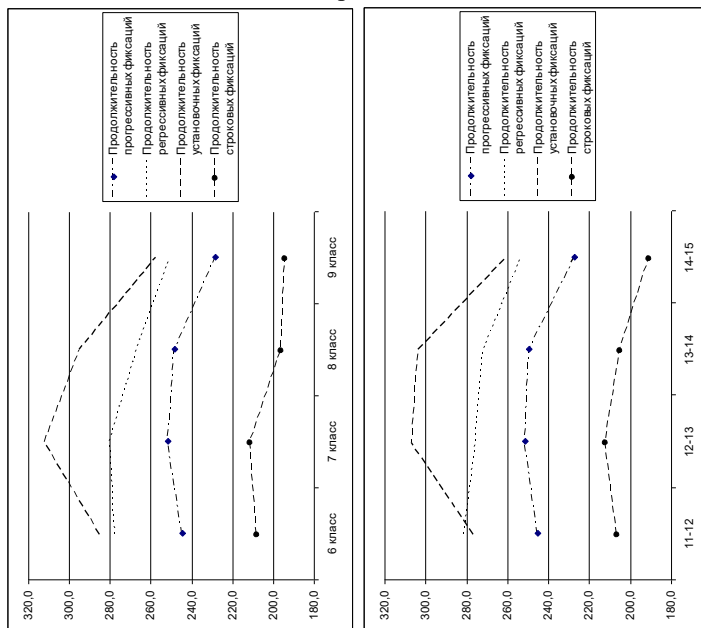 Продолжительность
прогрессивных фиксаций
Продолжительность
регрессивных фиксаций
Продолжительность
установочных фиксаций
Продолжительность
строковых фиксаций
320,0
300,0
280,0
260,0
240,0
220,0
200,0
180,0
6 класс
7 класс
8 класс
9 класс
Продолжительность
прогрессивных фиксаций
Продолжительность
регрессивных фиксаций
Продолжительность
установочных фиксаций
Продолжительность
строковых фиксаций
320,0
300,0
280,0
260,0
240,0
220,0
200,0
180,0
11-12
12-13
13-14
14-15